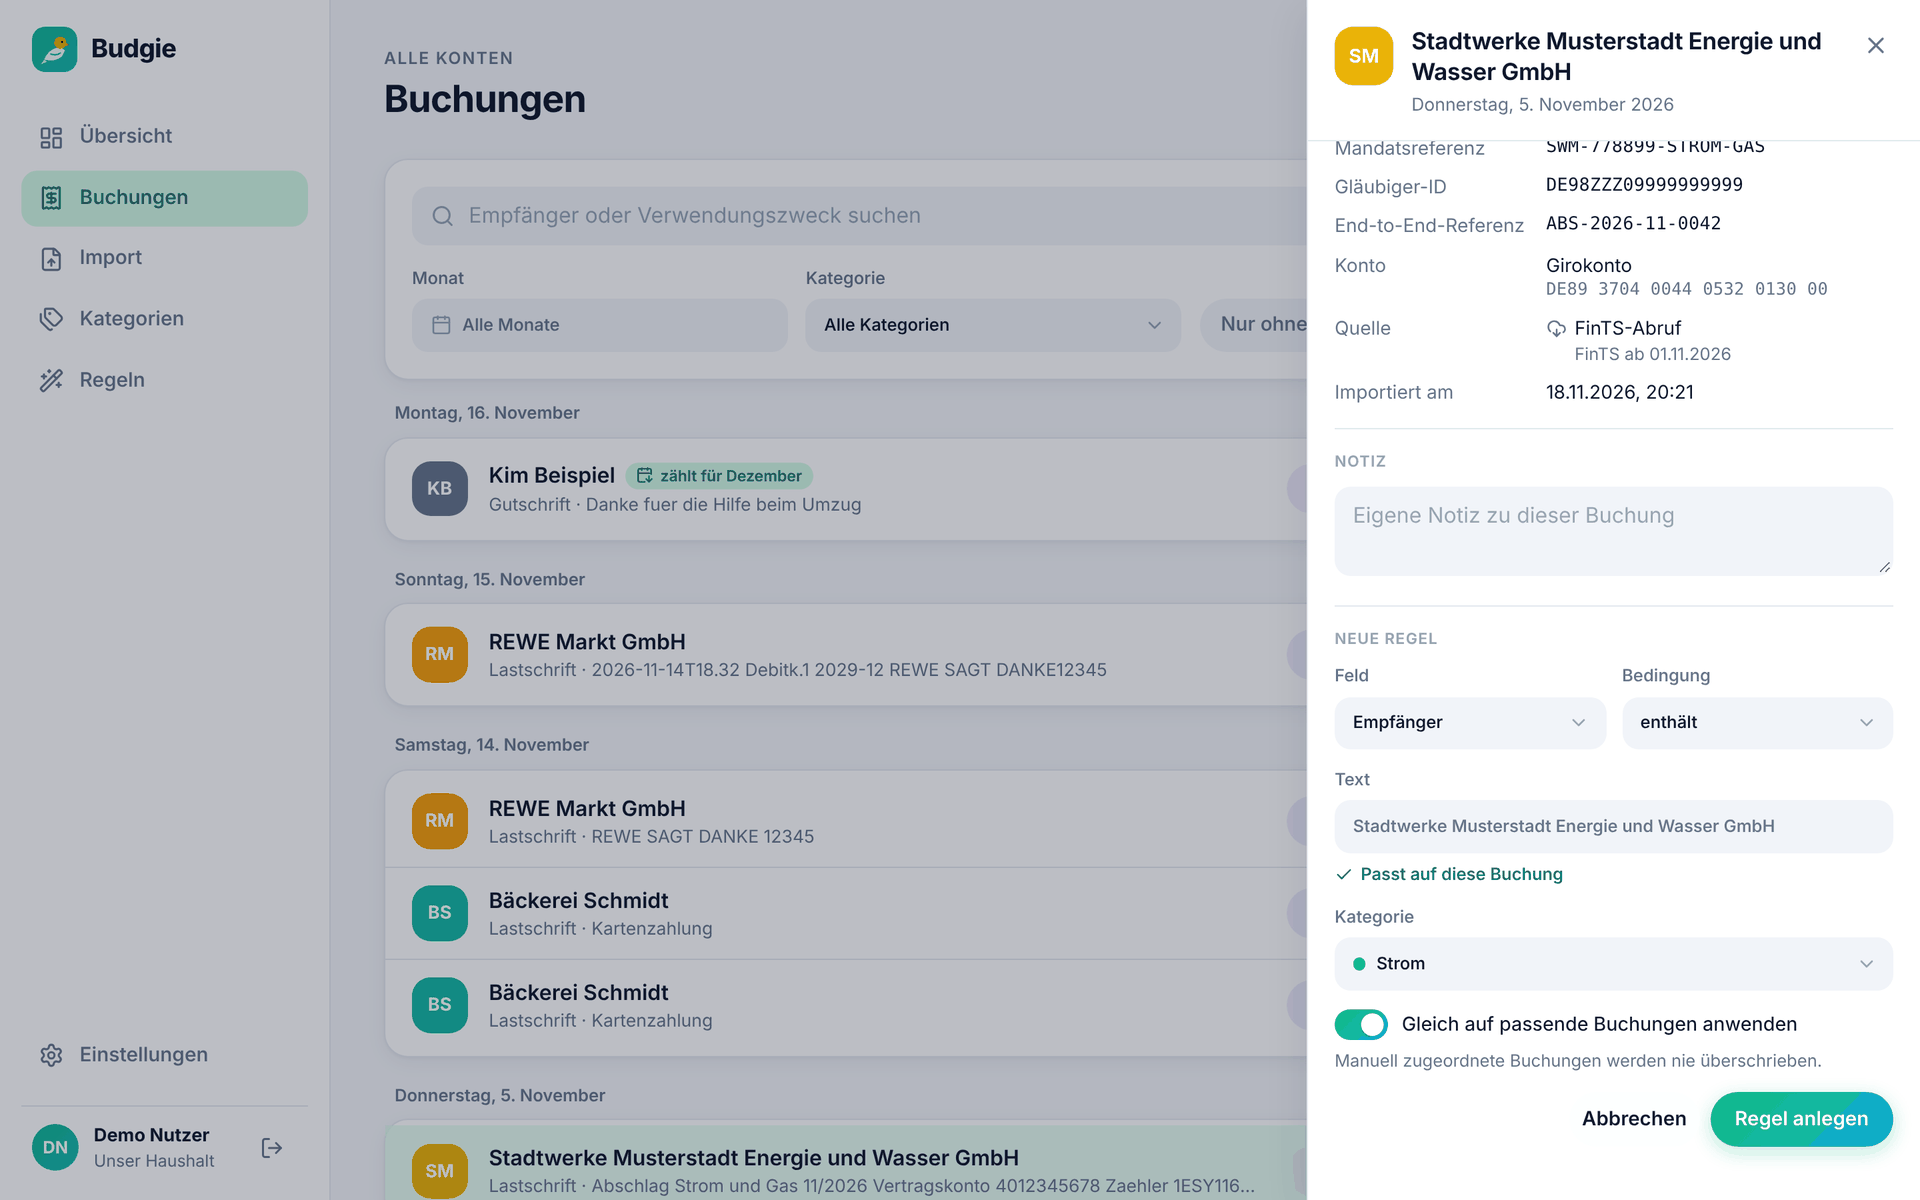 Budgie
Übersicht
Buchungen
Import
Kategorien
Regeln
Einstellungen
DN
Demo Nutzer
Unser Haushalt
ALLE KONTEN
Buchungen
Empfänger oder Verwendungszweck suchen
Monat
Kategorie
Alle Monate
Alle Kategorien
Nur ohne
Montag, 16. November
KB
Kim Beispiel
zählt für Dezember
Gutschrift · Danke fuer die Hilfe beim Umzug
Sonntag, 15. November
RM
REWE Markt GmbH
Lastschrift · 2026-11-14T18.32 Debitk.1 2029-12 REWE SAGT DANKE12345
Samstag, 14. November
RM
REWE Markt GmbH
Lastschrift · REWE SAGT DANKE 12345
BS
Bäckerei Schmidt
Lastschrift · Kartenzahlung
BS
Bäckerei Schmidt
Lastschrift · Kartenzahlung
Donnerstag, 5. November
SM
Stadtwerke Musterstadt Energie und Wasser GmbH
Lastschrift · Abschlag Strom und Gas 11/2026 Vertragskonto 4012345678 Zaehler 1ESY116...
SM
Stadtwerke Musterstadt Energie und
Wasser GmbH
Donnerstag, 5. November 2026
Mandatsreferenz
SWM-778899-STROM-GAS
Gläubiger-ID
DE98ZZZ09999999999
End-to-End-Referenz
ABS-2026-11-0042
Konto
Girokonto
DE89 3704 0044 0532 0130 00
Quelle
FinTS-Abruf
FinTS ab 01.11.2026
Importiert am
18.11.2026, 20:21
NOTIZ
Eigene Notiz zu dieser Buchung
NEUE REGEL
Feld
Bedingung
Empfänger
enthält
Text
Stadtwerke Musterstadt Energie und Wasser GmbH
Passt auf diese Buchung
Kategorie
Strom
Gleich auf passende Buchungen anwenden
Manuell zugeordnete Buchungen werden nie überschrieben.
Abbrechen
Regel anlegen